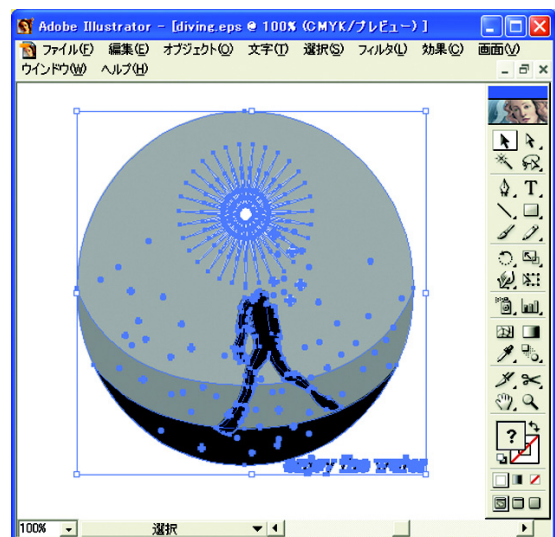 Adobe Illustrator - [diving.eps @ 100% (CMYK/プレビュー) ]
ファイル(F) 編集(E) オブジェクト(O) 文字(T) 選択(S) フィルタ(L) 効果(C) 画面(V)
ウインドウ(W) ヘルプ(H)
T
?
enjoy the water
100% 選択